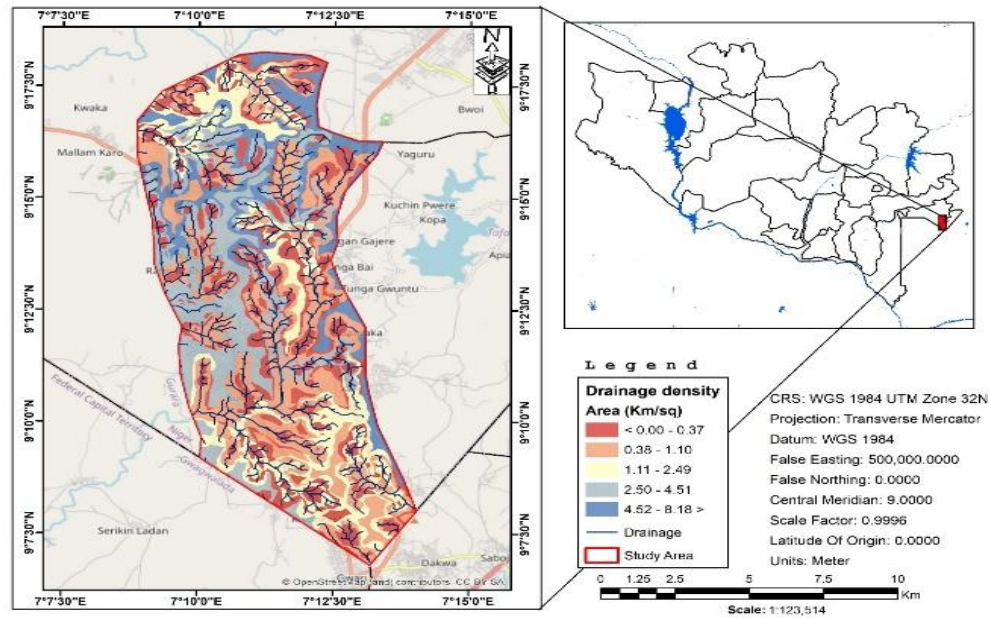 7°7'30"E 7°10'0"E 7°12'30"E 7°15'0"E
N
9°17'30"N
9°15'0"N
9°12'30"N
9°10'0"N
9°7'30"N
Kwaka
Bwoi
Mallam Karo
Yaguru
Kuchin Pwere
Kopa
gan Gajere
nga Bai
Tunga Gwuntu
aka
Federal Capital Territory
Gurara
Niger
Gwagwalada
Serikin Ladan
Dakwa
Sabo
© OpenStreetMap (and) contributors, CC-BY-SA
9°17'30"N
9°15'0"N
9°12'30"N
9°10'0"N
9°7'30"N
7°7'30"E 7°10'0"E 7°12'30"E 7°15'0"E
Legend
Drainage density
Area (Km/sq)
< 0.00 - 0.37
0.38 - 1.10
1.11 - 2.49
2.50 - 4.51
4.52 - 8.18 >
Drainage
Study Area
CRS: WGS 1984 UTM Zone 32N
Projection: Transverse Mercator
Datum: WGS 1984
False Easting: 500,000.0000
False Northing: 0.0000
Central Meridian: 9.0000
Scale Factor: 0.9996
Latitude Of Origin: 0.0000
Units: Meter
0 1.25 2.5 5 7.5 10
Km
Scale: 1:123,514